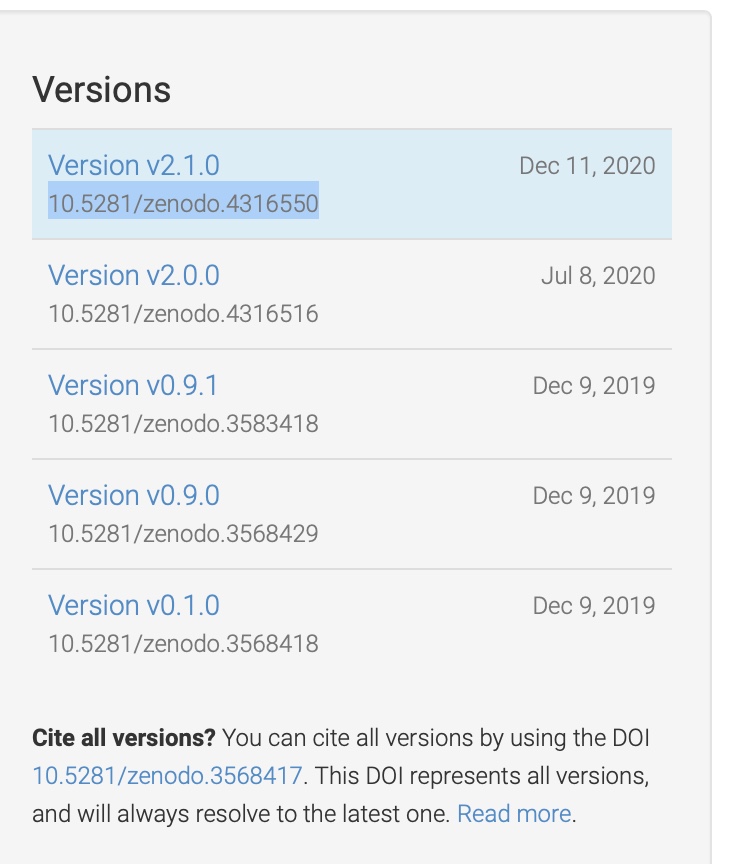 Versions
Version v2.1.0 Dec 11, 2020
10.5281/zenodo.4316550
Version v2.0.0 Jul 8, 2020
10.5281/zenodo.4316516
Version v0.9.1 Dec 9, 2019
10.5281/zenodo.3583418
Version v0.9.0 Dec 9, 2019
10.5281/zenodo.3568429
Version v0.1.0 Dec 9, 2019
10.5281/zenodo.3568418
Cite all versions? You can cite all versions by using the DOI
10.5281/zenodo.3568417. This DOI represents all versions,
and will always resolve to the latest one. Read more.